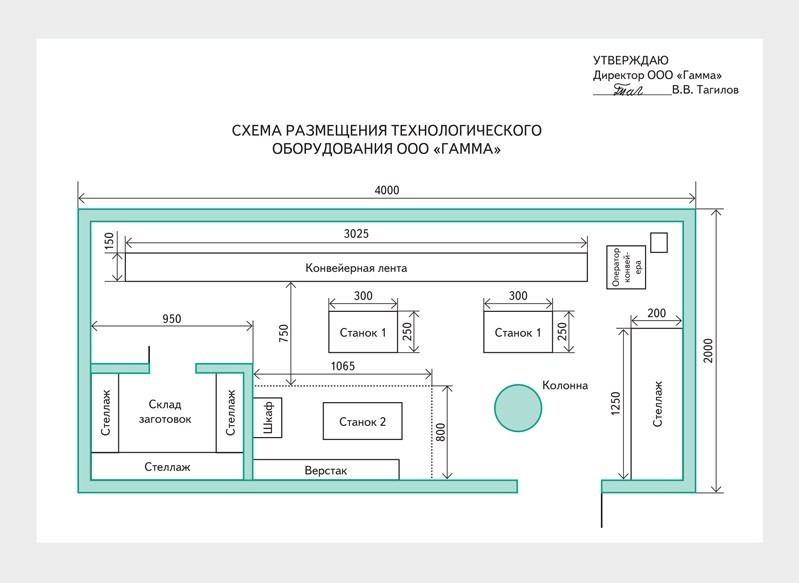 УТВЕРЖДАЮ
Директор ООО «Гамма»
В.В. Тагилов
СХЕМА РАЗМЕЩЕНИЯ ТЕХНОЛОГИЧЕСКОГО
ОБОРУДОВАНИЯ ООО «ГАММА»
4000
3025
150
Конвейерная лента
Оператор
конвей-
ера
300
300
200
950
750
Станок 1
250
Станок 1
250
2000
1065
Колонна
Стеллаж
Склад
заготовок
Стеллаж
Шкаф
Станок 2
800
1250
Стеллаж
Стеллаж
Верстак